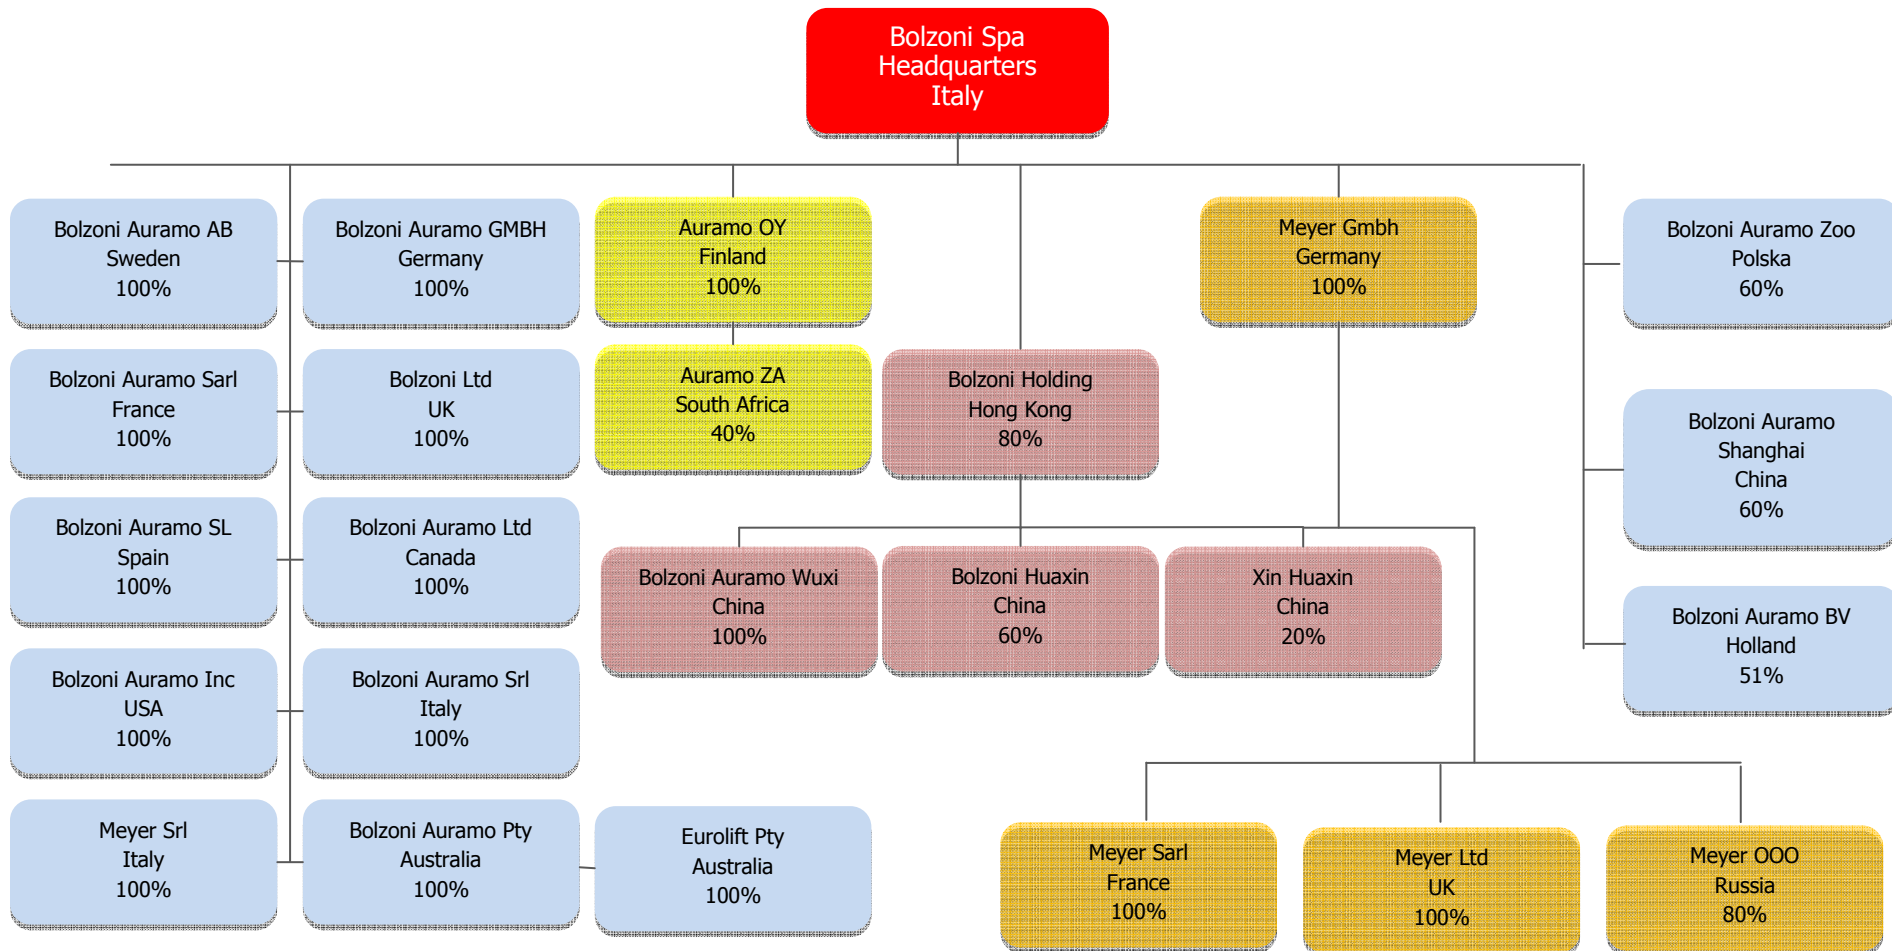 Bolzoni Spa
Headquarters
Italy
Bolzoni Auramo AB
Sweden
100%
Bolzoni Auramo GMBH
Germany
100%
Auramo OY
Finland
100%
Meyer Gmbh
Germany
100%
Bolzoni Auramo Zoo
Polska
60%
Bolzoni Auramo Sarl
France
100%
Bolzoni Ltd
UK
100%
Auramo ZA
South Africa
40%
Bolzoni Holding
Hong Kong
80%
Bolzoni Auramo
Shanghai
China
60%
Bolzoni Auramo SL
Spain
100%
Bolzoni Auramo Ltd
Canada
100%
Bolzoni Auramo Wuxi
China
100%
Bolzoni Huaxin
China
60%
Xin Huaxin
China
20%
Bolzoni Auramo BV
Holland
51%
Bolzoni Auramo Inc
USA
100%
Bolzoni Auramo Srl
Italy
100%
Meyer Srl
Italy
100%
Bolzoni Auramo Pty
Australia
100%
Eurolift Pty
Australia
100%
Meyer Sarl
France
100%
Meyer Ltd
UK
100%
Meyer OOO
Russia
80%